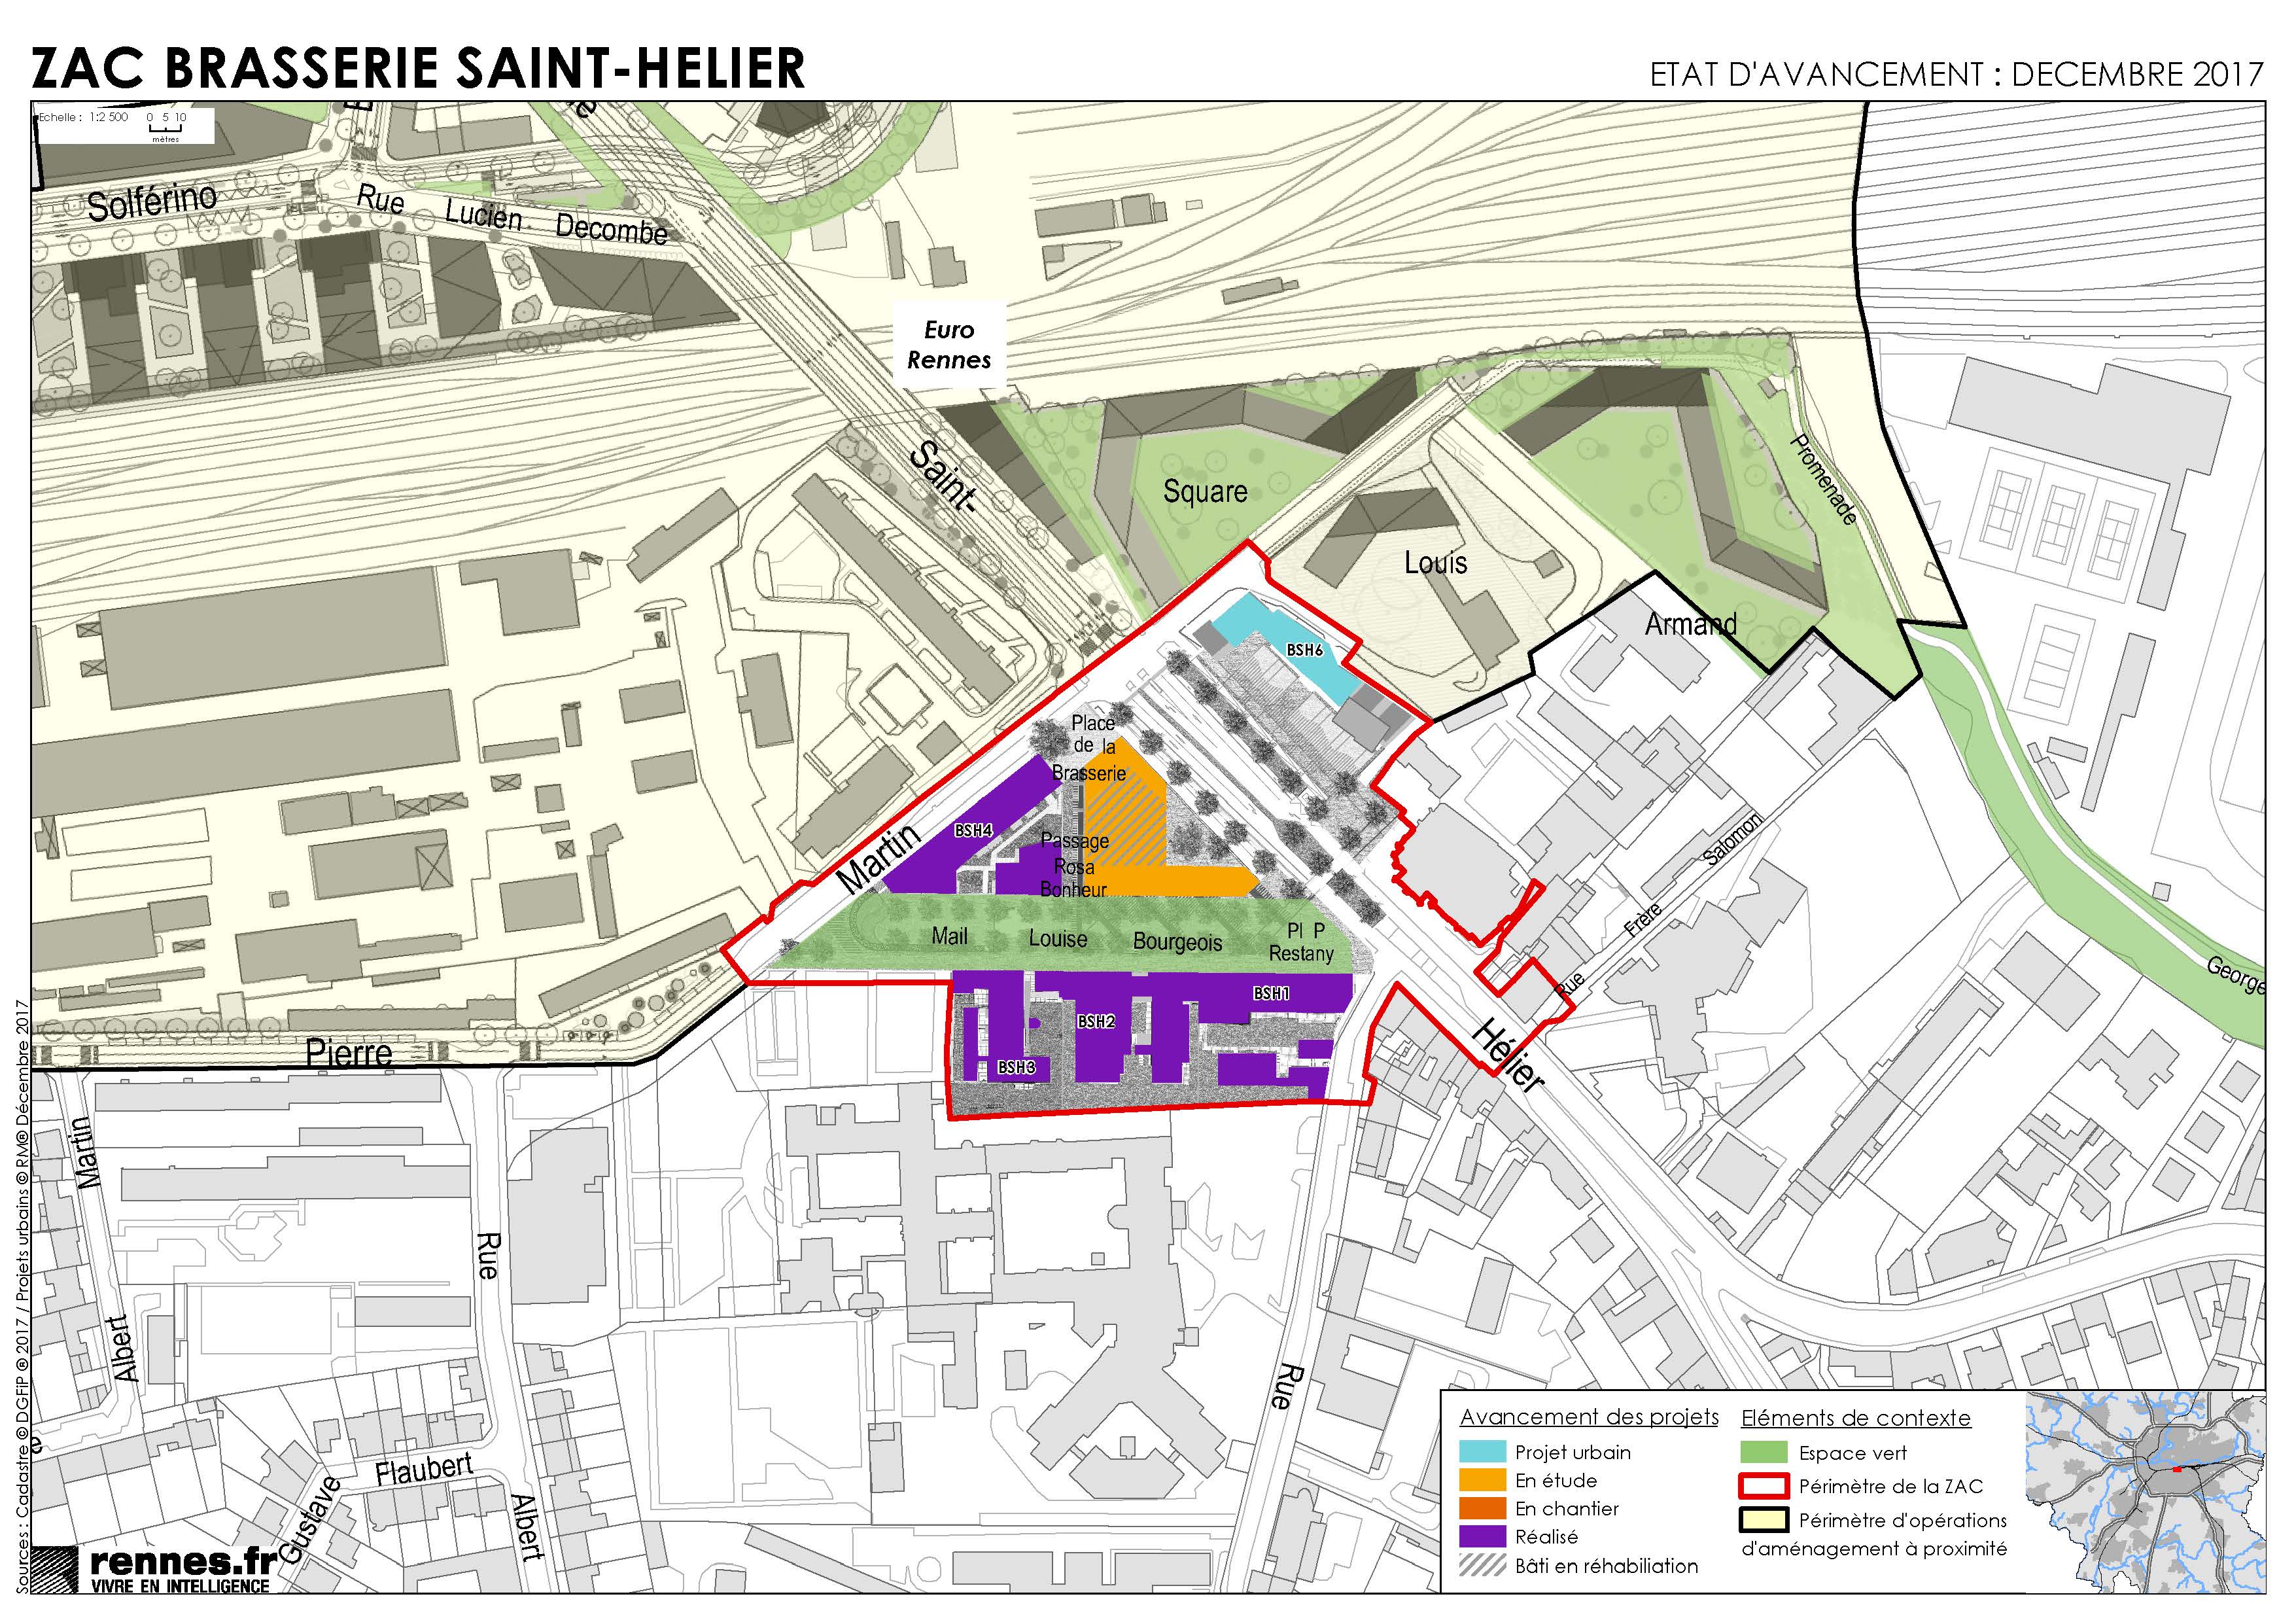 ZAC BRASSERIE SAINT-HELIER
ETAT D'AVANCEMENT : DECEMBRE 2017
Echelle : 1:2 500
0 5 10
mètres
Solférino
Rue Lucien Decombe
Euro
Rennes
Saint-
Square
Louis
Armand
Promenade
BSH6
Place
de la
Brasserie
BSH4
Martin
Passage
Rosa
Bonheur
Mail Louise Bourgeois
Pl P
Restany
Rue
Frère
Salomon
George
BSH1
BSH2
BSH3
Hélier
Pierre
Martin
Albert
Rue
Albert
Rue
Gustave
Flaubert
Sources : Cadastre © DGFiP ® 2017 / Projets urbains © RM® Décembre 2017
rennes.fr
VIVRE EN INTELLIGENCE
Avancement des projets
Projet urbain
En étude
En chantier
Réalisé
Bâti en réhabiliation
Eléments de contexte
Espace vert
Périmètre de la ZAC
Périmètre d'opérations
d'aménagement à proximité